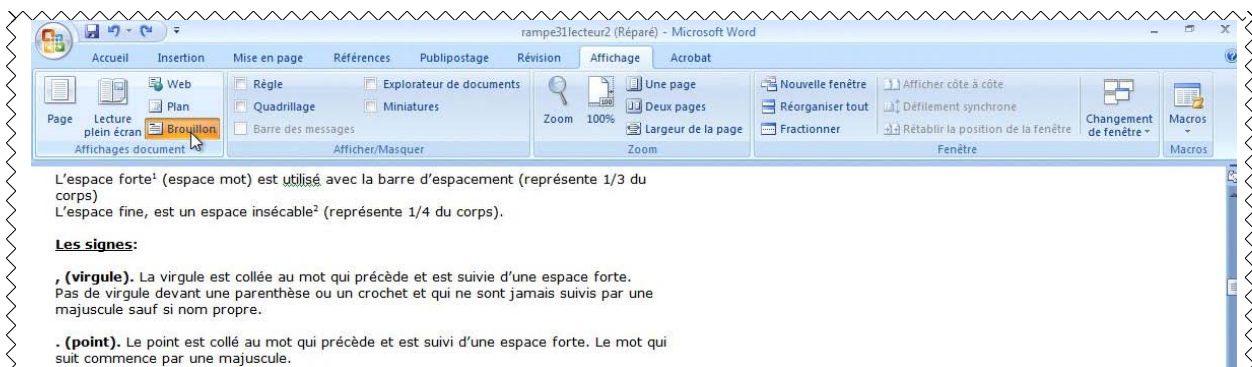 rampe31lecteur2 (Réparé) - Microsoft Word
Accueil Insertion Mise en page Références Publipostage Révision Affichage Acrobat
Page
Lecture
plein écran
Web
Plan
Brouillon
Affichages document
Règle
Quadrillage
Barre des messages
Explorateur de documents
Miniatures
Afficher/Masquer
Zoom
100%
Une page
Deux pages
Largeur de la page
Zoom
Nouvelle fenêtre
Réorganiser tout
Fractionner
Afficher côte à côte
Défilement synchrone
Rétablir la position de la fenêtre
Changement
de fenêtre
Fenêtre
Macros
Macros
L’espace forte¹ (espace mot) est utilisé avec la barre d’espacement (représente 1/3 du
corps)
L’espace fine, est un espace insécable² (représente 1/4 du corps).
Les signes:
, (virgule). La virgule est collée au mot qui précède et est suivie d’une espace forte.
Pas de virgule devant une parenthèse ou un crochet et qui ne sont jamais suivis par une
majuscule sauf si nom propre.
. (point). Le point est collé au mot qui précède et est suivi d’une espace forte. Le mot qui
suit commence par une majuscule.